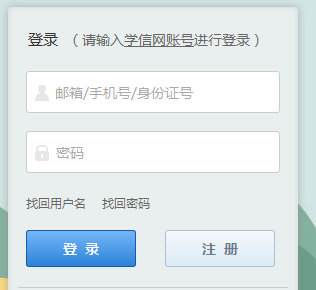 登录 （请输入学信网账号进行登录）
邮箱/手机号/身份证号
密码
找回用户名 找回密码
登 录 注 册